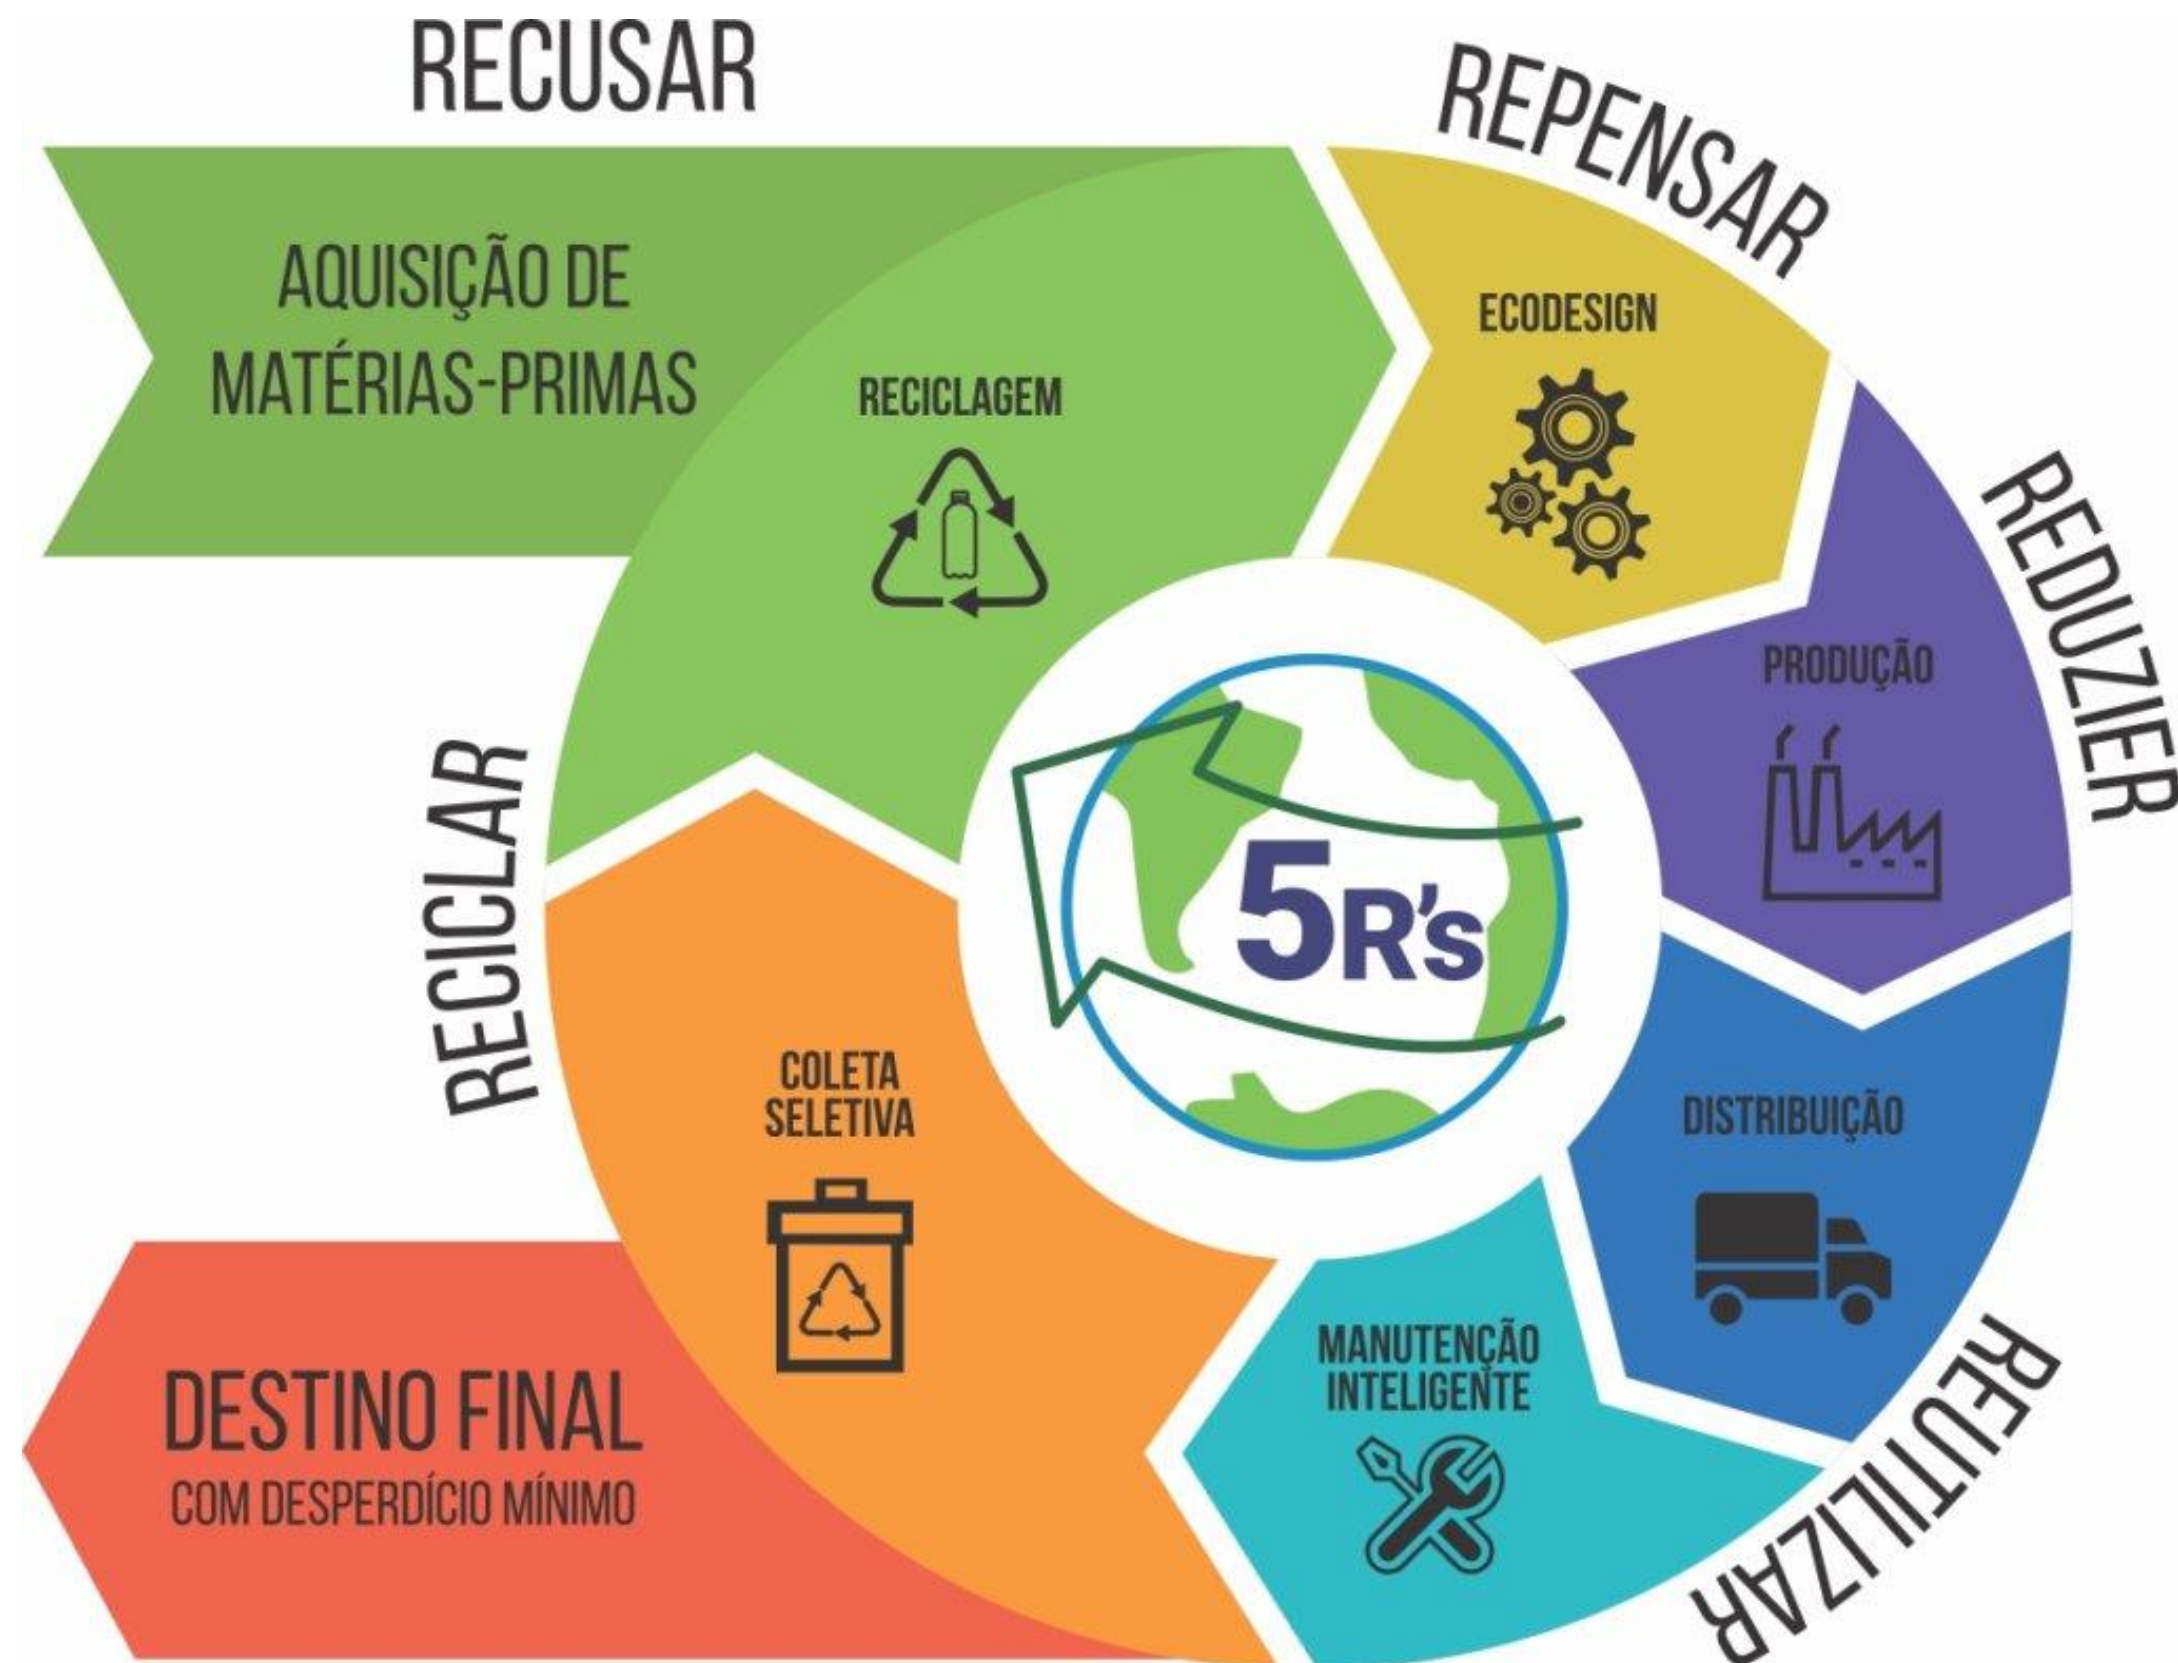 RECUSAR
REPENSAR
AQUISIÇÃO DE
MATÉRIAS-PRIMAS
RECICLAGEM
ECODESIGN
REDUZIER
PRODUÇÃO
RECICLAR
5R's
COLETA
SELETIVA
DISTRIBUIÇÃO
MANUTENÇÃO
INTELIGENTE
REUTILIZAR
DESTINO FINAL
COM DESPERDÍCIO MÍNIMO